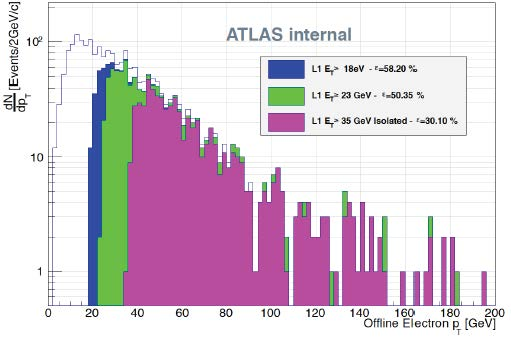 ATLAS internal
dN/dp_T [Events/2GeV/c]
L1 E_T≥ 18eV - ε=58.20 %
L1 E_T≥ 23 GeV - ε=50.35 %
L1 E_T≥ 35 GeV Isolated - ε=30.10 %
10²
10
1
0 20 40 60 80 100 120 140 160 180 200
Offline Electron p_T [GeV]